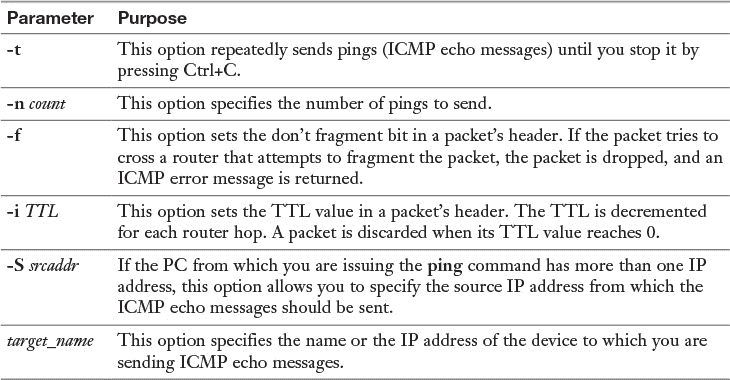 Parameter Purpose
-t This option repeatedly sends pings (ICMP echo messages) until you stop it by
pressing Ctrl+C.
-n count This option specifies the number of pings to send.
-f This option sets the don’t fragment bit in a packet’s header. If the packet tries to
cross a router that attempts to fragment the packet, the packet is dropped, and an
ICMP error message is returned.
-i TTL This option sets the TTL value in a packet’s header. The TTL is decremented
for each router hop. A packet is discarded when its TTL value reaches 0.
-S srcaddr If the PC from which you are issuing the ping command has more than one IP
address, this option allows you to specify the source IP address from which the
ICMP echo messages should be sent.
target_name This option specifies the name or the IP address of the device to which you are
sending ICMP echo messages.